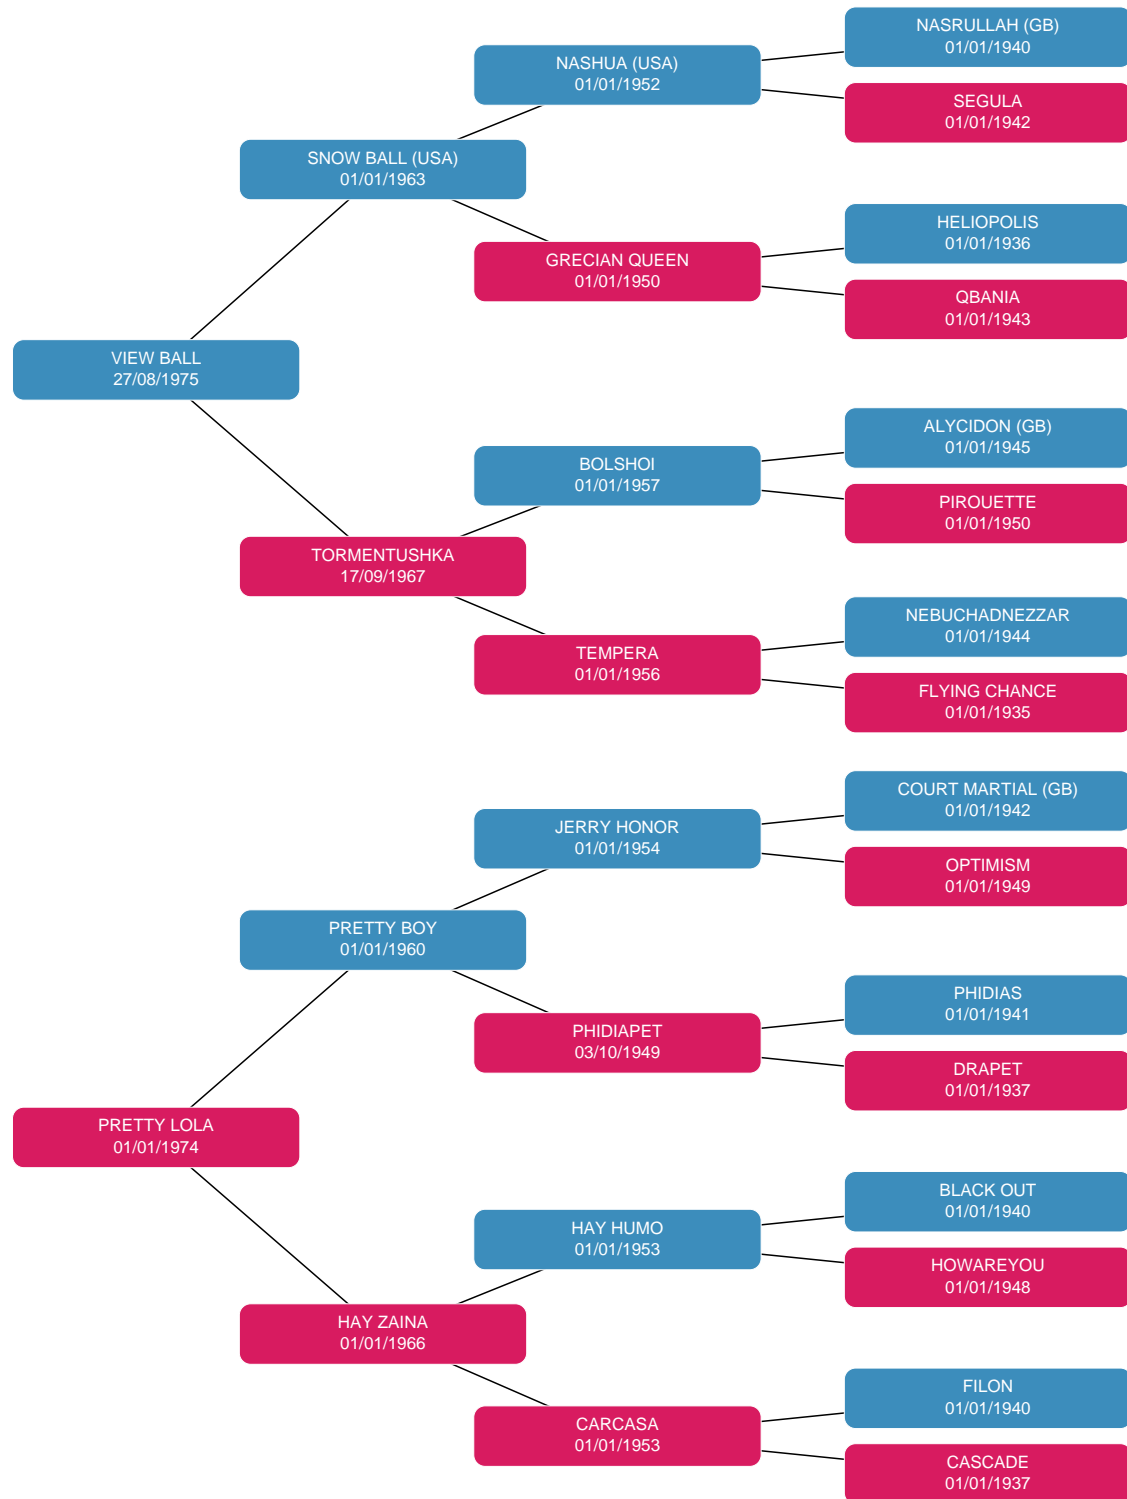 NASRULLAH (GB)
01/01/1940
NASHUA (USA)
01/01/1952
SEGULA
01/01/1942
SNOW BALL (USA)
01/01/1963
HELIOPOLIS
01/01/1936
GRECIAN QUEEN
01/01/1950
QBANIA
01/01/1943
VIEW BALL
27/08/1975
ALYCIDON (GB)
01/01/1945
BOLSHOI
01/01/1957
PIROUETTE
01/01/1950
TORMENTUSHKA
17/09/1967
NEBUCHADNEZZAR
01/01/1944
TEMPERA
01/01/1956
FLYING CHANCE
01/01/1935
COURT MARTIAL (GB)
01/01/1942
JERRY HONOR
01/01/1954
OPTIMISM
01/01/1949
PRETTY BOY
01/01/1960
PHIDIAS
01/01/1941
PHIDIAPET
03/10/1949
DRAPET
01/01/1937
PRETTY LOLA
01/01/1974
BLACK OUT
01/01/1940
HAY HUMO
01/01/1953
HOWAREYOU
01/01/1948
HAY ZAINA
01/01/1966
FILON
01/01/1940
CARCASA
01/01/1953
CASCADE
01/01/1937